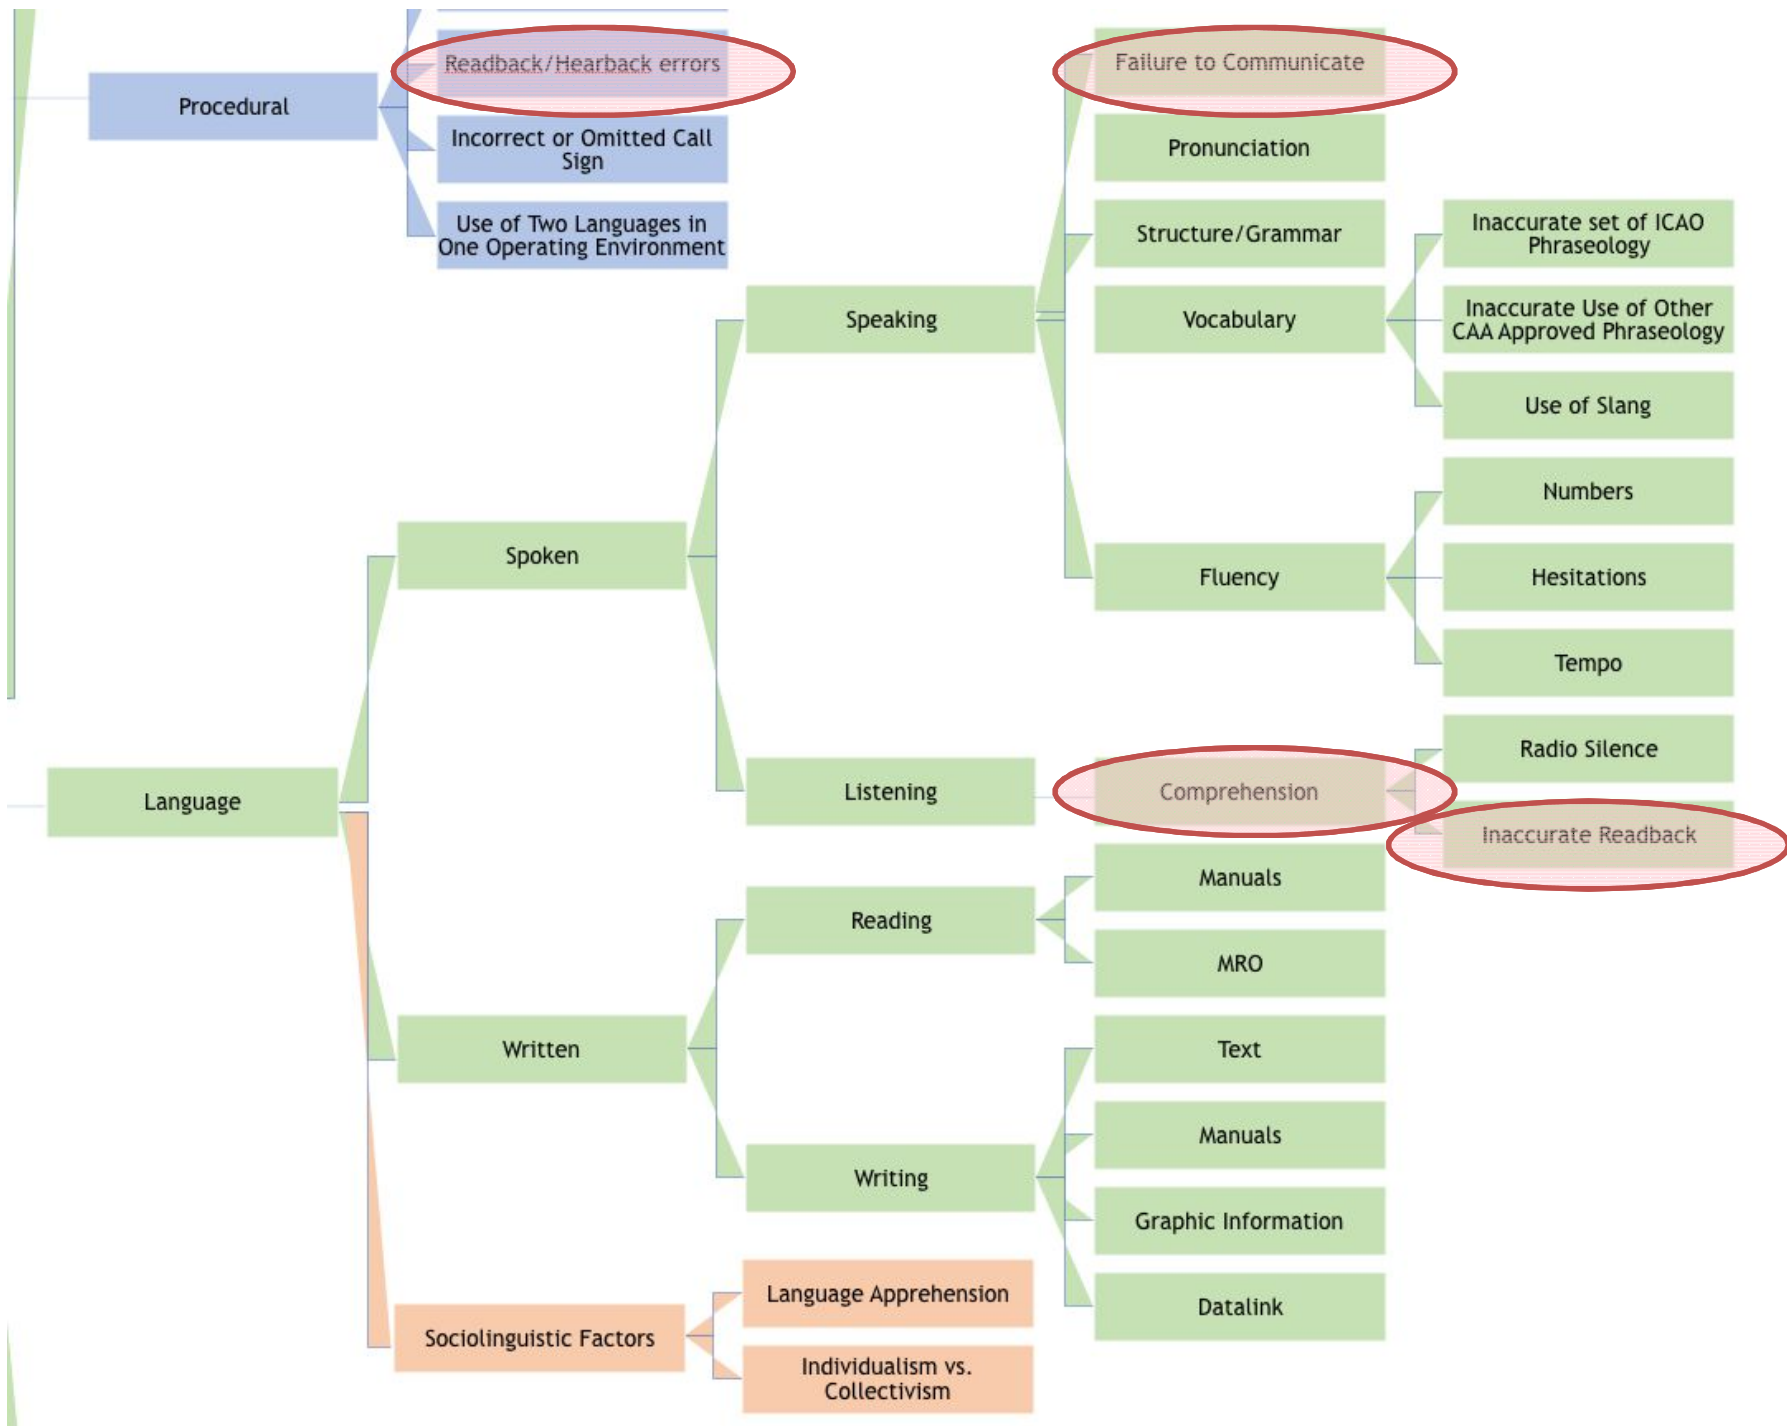 Readback/Hearback errors
Procedural
Incorrect or Omitted Call
Sign
Use of Two Languages in
One Operating Environment
Failure to Communicate
Pronunciation
Structure/Grammar
Speaking
Vocabulary
Inaccurate set of ICAO
Phraseology
Inaccurate Use of Other
CAA Approved Phraseology
Use of Slang
Numbers
Spoken
Fluency
Hesitations
Tempo
Radio Silence
Language
Listening
Comprehension
Inaccurate Readback
Reading
Manuals
MRO
Written
Text
Manuals
Writing
Graphic Information
Datalink
Sociolinguistic Factors
Language Apprehension
Individualism vs.
Collectivism